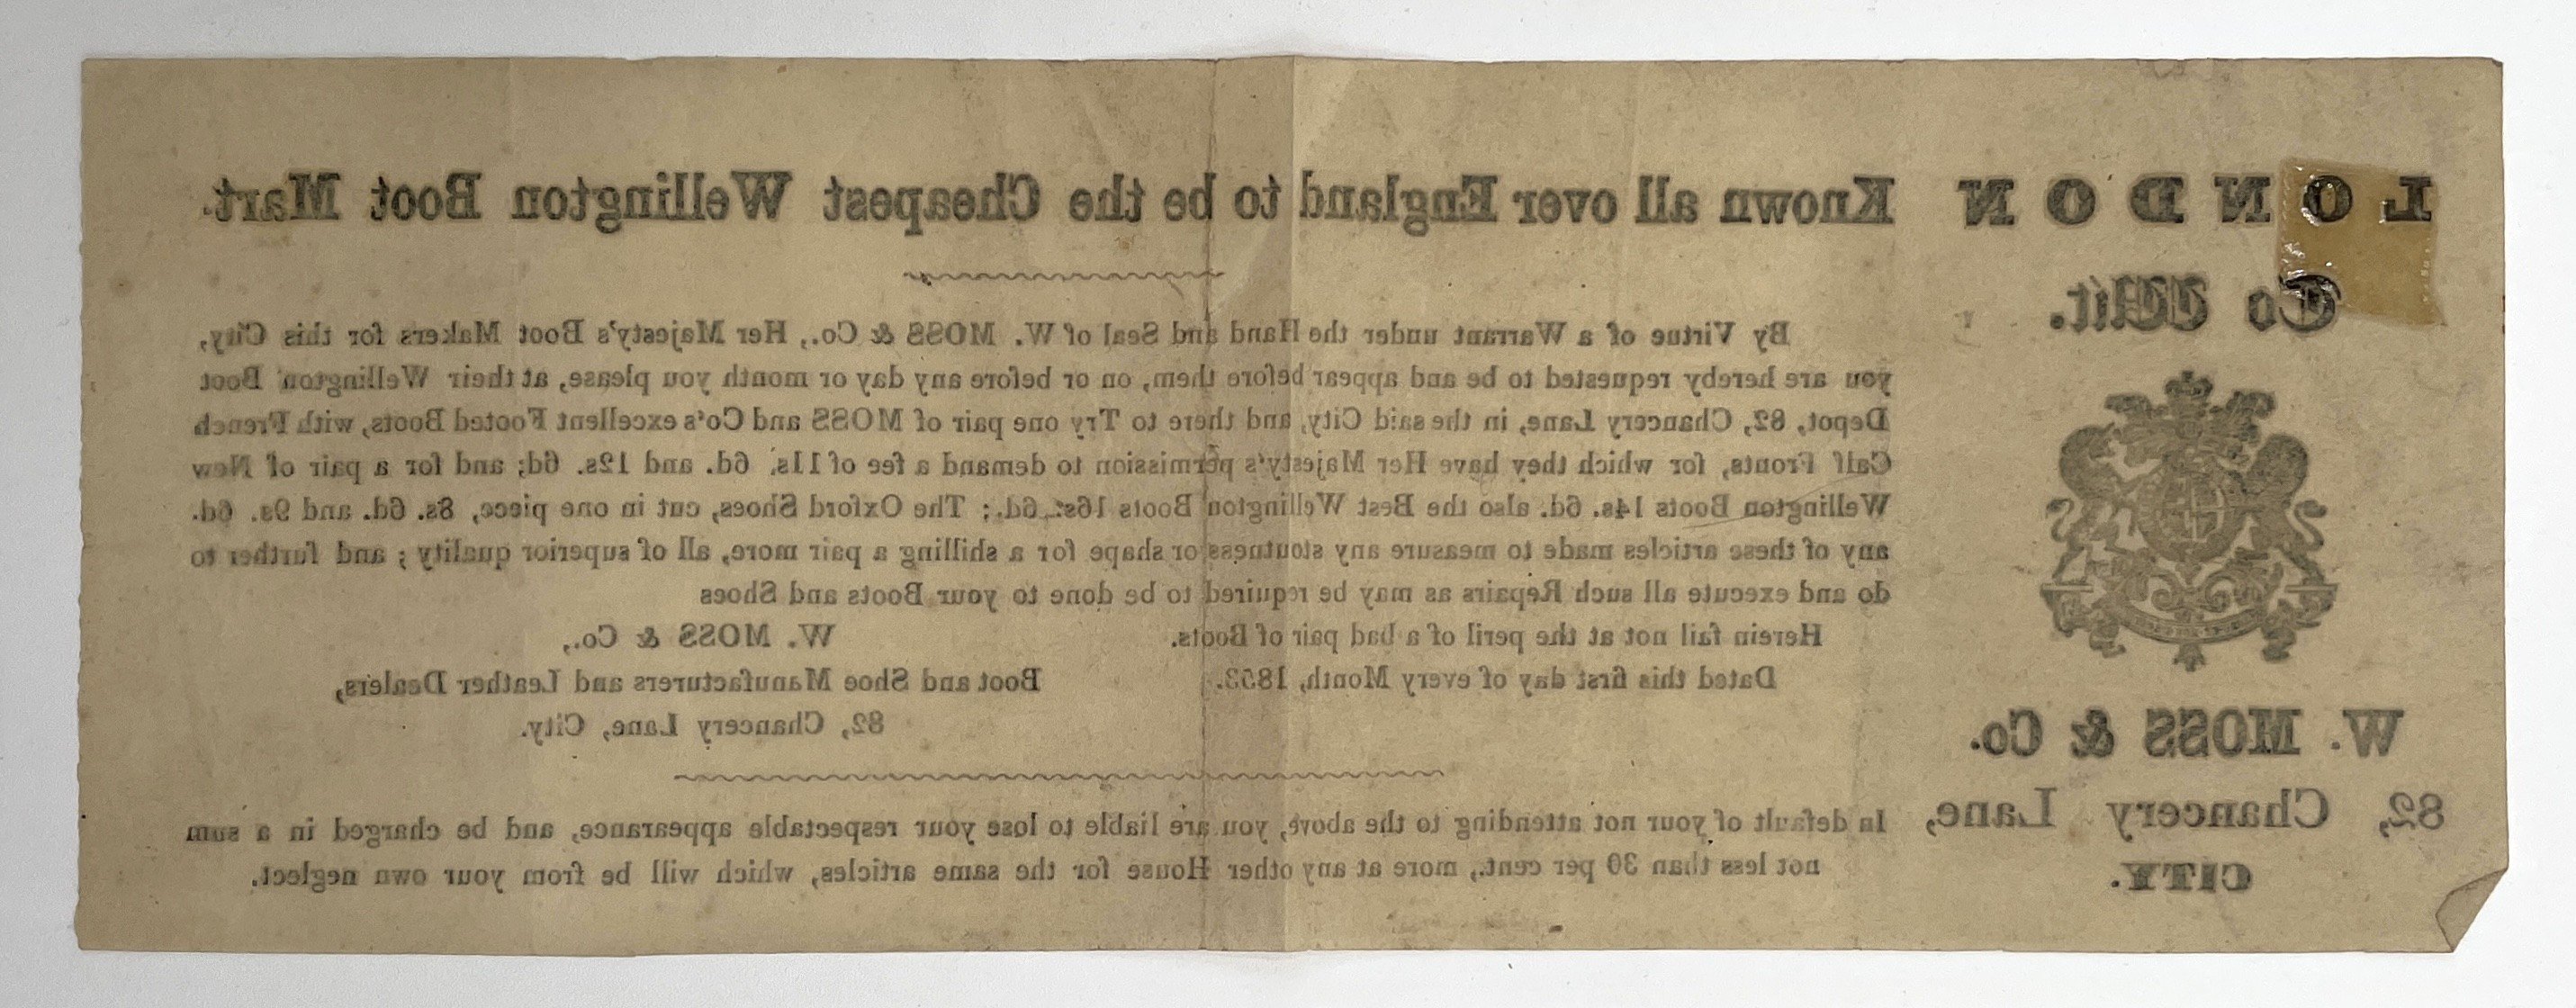 LONDON
Co Wit.
W. MOSS & Co.
82, Chancery Lane,
CITY.
Known all over England to be the Cheapest Wellington Boot Mart.
By Virtue of a Warrant under the Hand and Seal of W. MOSS & Co., Her Majesty's Boot Makers for this City,
you are hereby requested to be and appear before them, on or before any day or month you please, at their Wellington Boot
Depot, 82, Chancery Lane, in the said City, and there to Try one pair of MOSS and Co's excellent Footed Boots, with French
Calf Fronts, for which they have Her Majesty's permission to demand a fee of 11s. 6d. and 12s. 6d; and for a pair of New
Wellington Boots 14s. 6d. also the Best Wellington Boots 16s. 6d.; The Oxford Shoes, cut in one piece, 8s. 6d. and 9s. 6d.
any of these articles made to measure any stoutness or shape for a shilling a pair more, all of superior quality; and further to
do and execute all such Repairs as may be required to be done to your Boots and Shoes
Herein fail not at the peril of a bad pair of Boots.
Dated this first day of every Month, 1853.
W. MOSS & Co.,
Boot and Shoe Manufacturers and Leather Dealers,
82, Chancery Lane, City.
In default of your not attending to the above, you are liable to lose your respectable appearance, and be charged in a sum
not less than 30 per cent., more at any other House for the same articles, which will be from your own neglect.